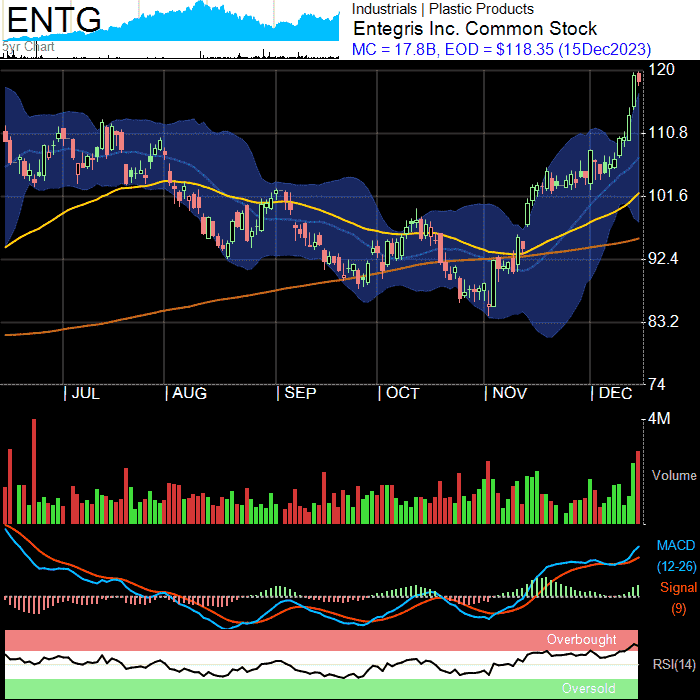 ENTG
5yr Chart
Industrials | Plastic Products
Entegris Inc. Common Stock
MC = 17.8B, EOD = $118.35 (15Dec2023)
120
110.8
101.6
92.4
83.2
74
| JUL | AUG | SEP | OCT | NOV | DEC
4M
Volume
MACD
(12-26)
Signal
(9)
Overbought
RSI(14)
Oversold